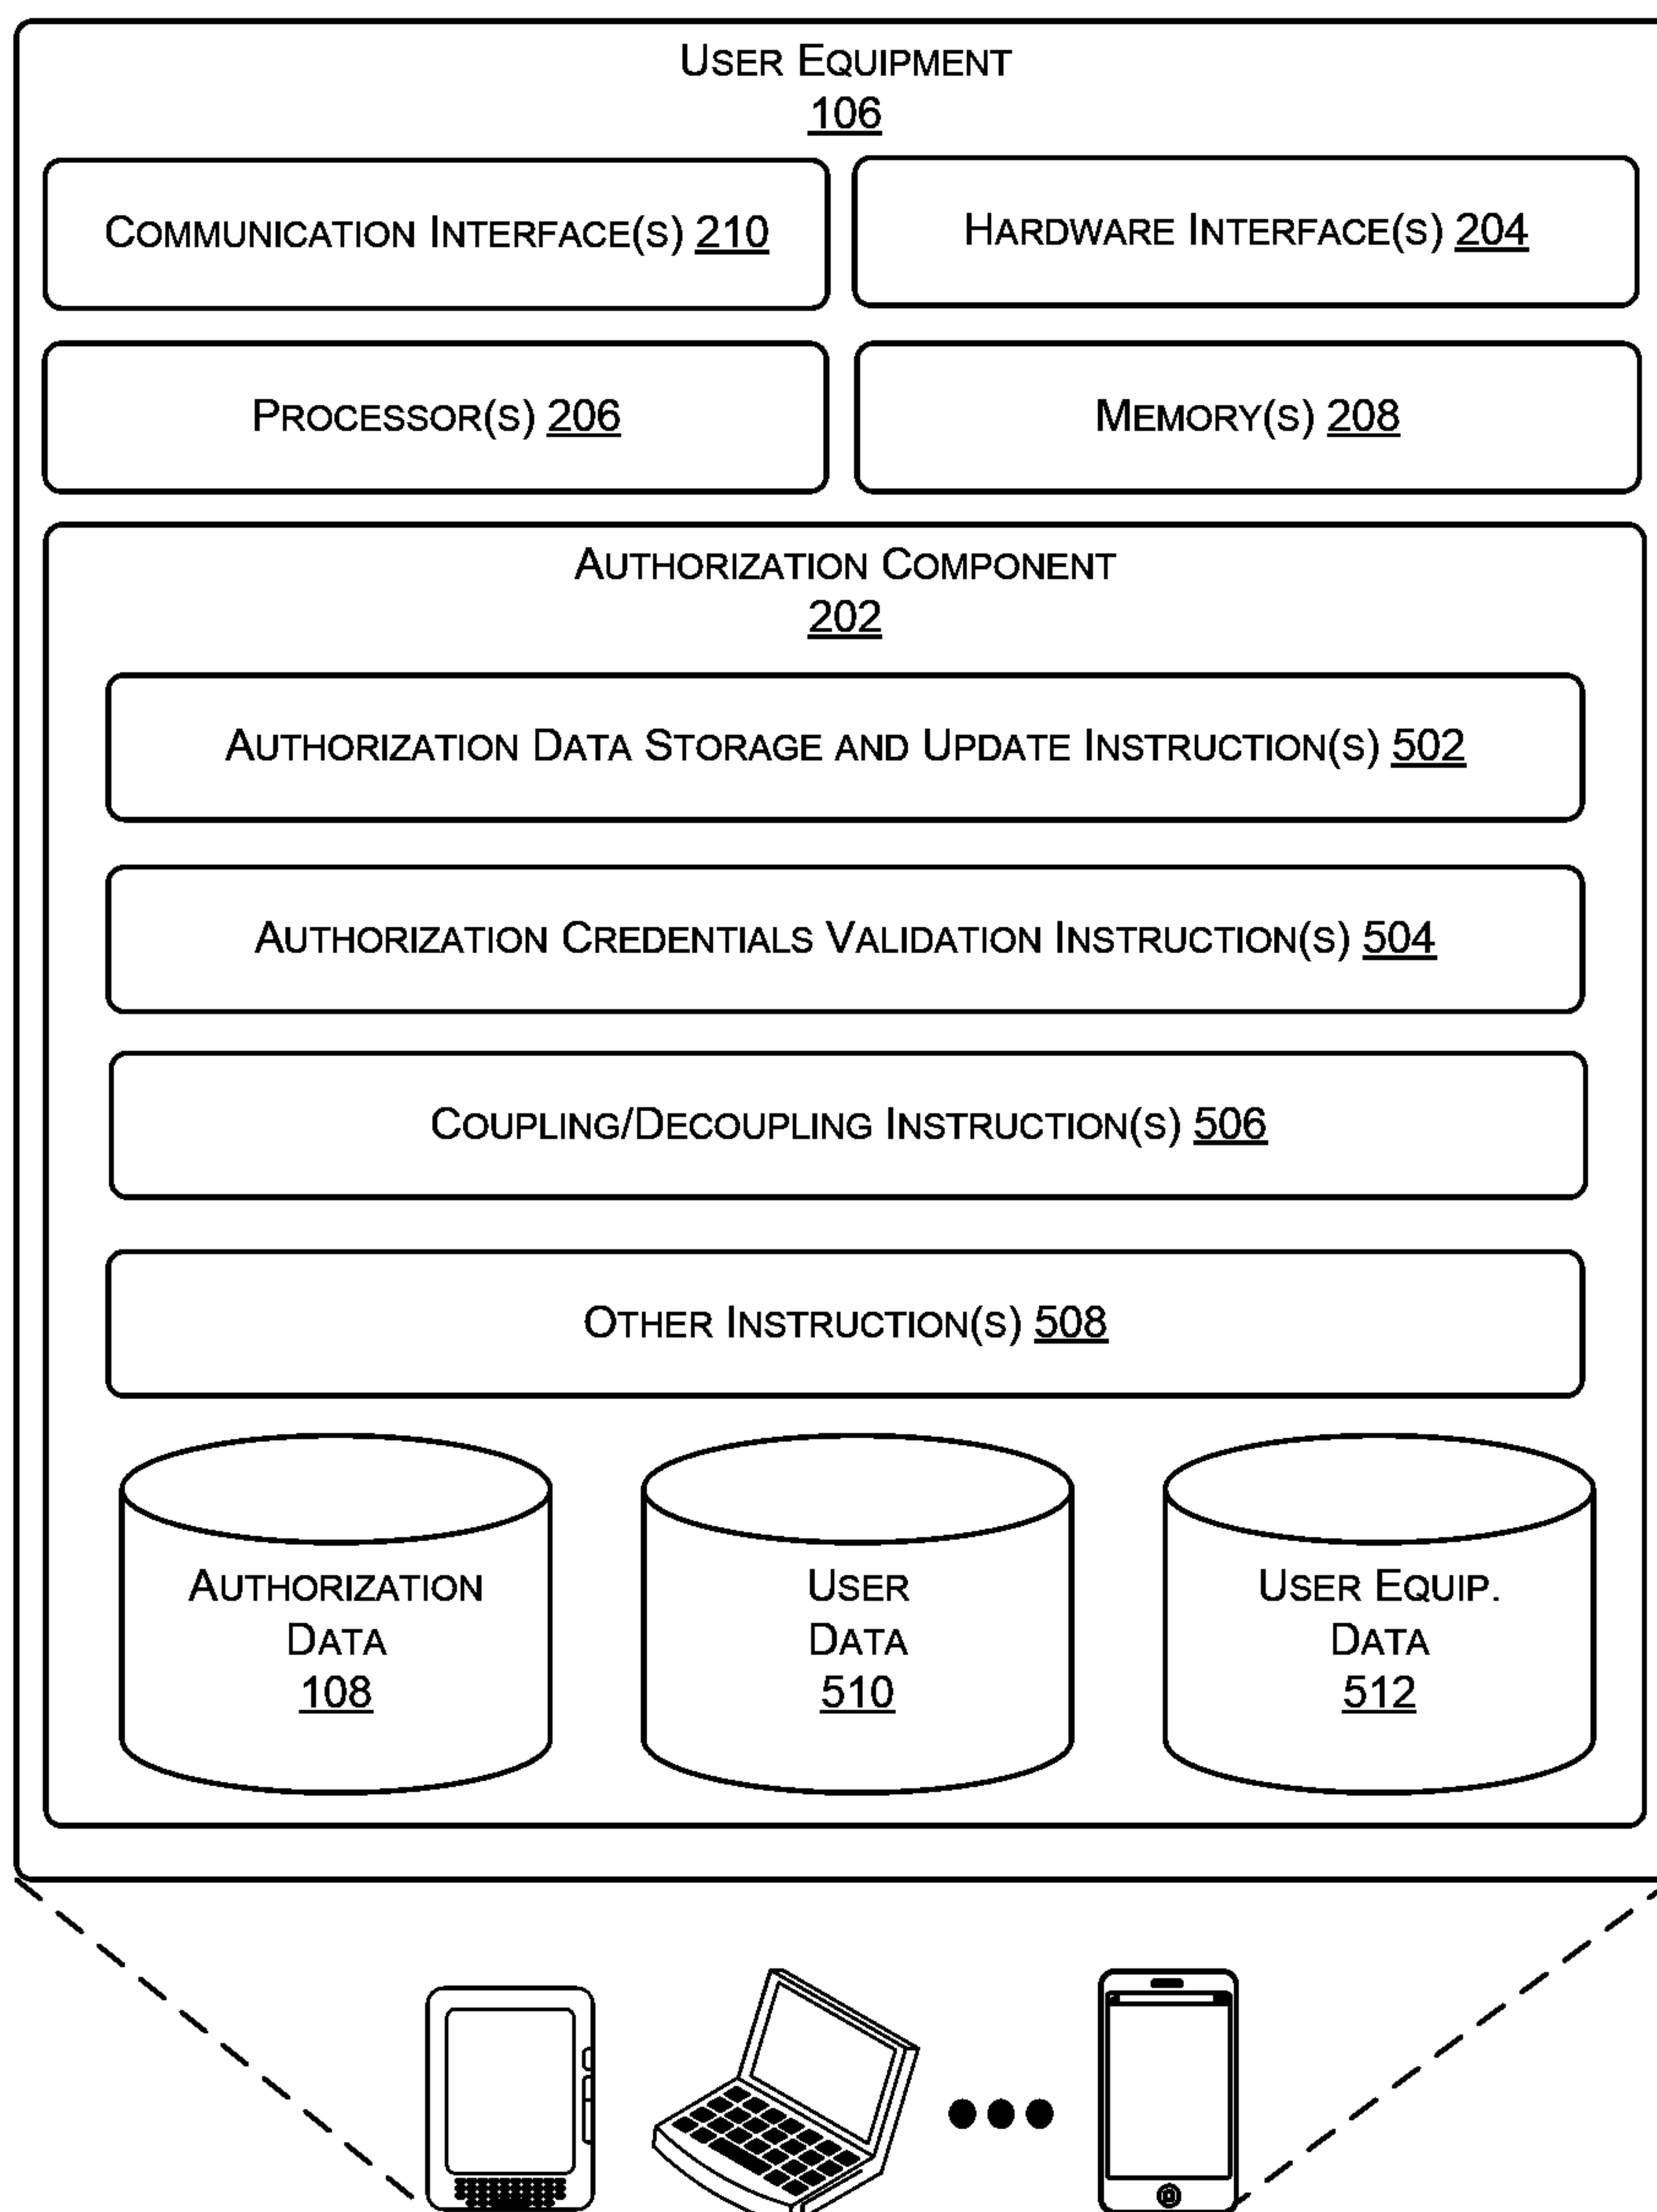 USER EQUIPMENT
106
COMMUNICATION INTERFACE(S) 210
HARDWARE INTERFACE(S) 204
PROCESSOR(S) 206
MEMORY(S) 208
AUTHORIZATION COMPONENT
202
AUTHORIZATION DATA STORAGE AND UPDATE INSTRUCTION(S) 502
AUTHORIZATION CREDENTIALS VALIDATION INSTRUCTION(S) 504
COUPLING/DECOUPLING INSTRUCTION(S) 506
OTHER INSTRUCTION(S) 508
AUTHORIZATION
DATA
108
USER
DATA
510
USER EQUIP.
DATA
512